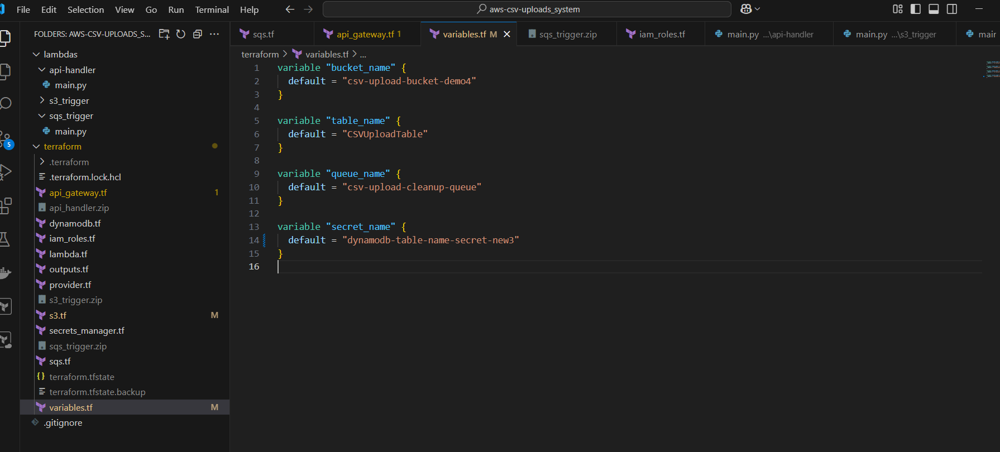 File Edit Selection View Go Run Terminal Help
aws-csv-uploads_system
FOLDERS: AWS-CSV-UPLOADS_S...
lambdas
api-handler
main.py
s3_trigger
sqs_trigger
main.py
terraform
.terraform
.terraform.lock.hcl
api_gateway.tf 1
api_handler.zip
dynamodb.tf
iam_roles.tf
lambda.tf
outputs.tf
provider.tf
s3_trigger.zip
s3.tf M
secrets_manager.tf
sqs_trigger.zip
sqs.tf
terraform.tfstate
terraform.tfstate.backup
variables.tf M
.gitignore
5
sqs.tf api_gateway.tf 1 variables.tf M sqs_trigger.zip iam_roles.tf main.py ...\api-handler main.py ...\s3_trigger mair
terraform > variables.tf > ...
1 variable "bucket_name" {
2 default = "csv-upload-bucket-demo4"
3 }
4
5 variable "table_name" {
6 default = "CSVUploadTable"
7 }
8
9 variable "queue_name" {
10 default = "csv-upload-cleanup-queue"
11 }
12
13 variable "secret_name" {
14 default = "dynamodb-table-name-secret-new3"
15 }
16